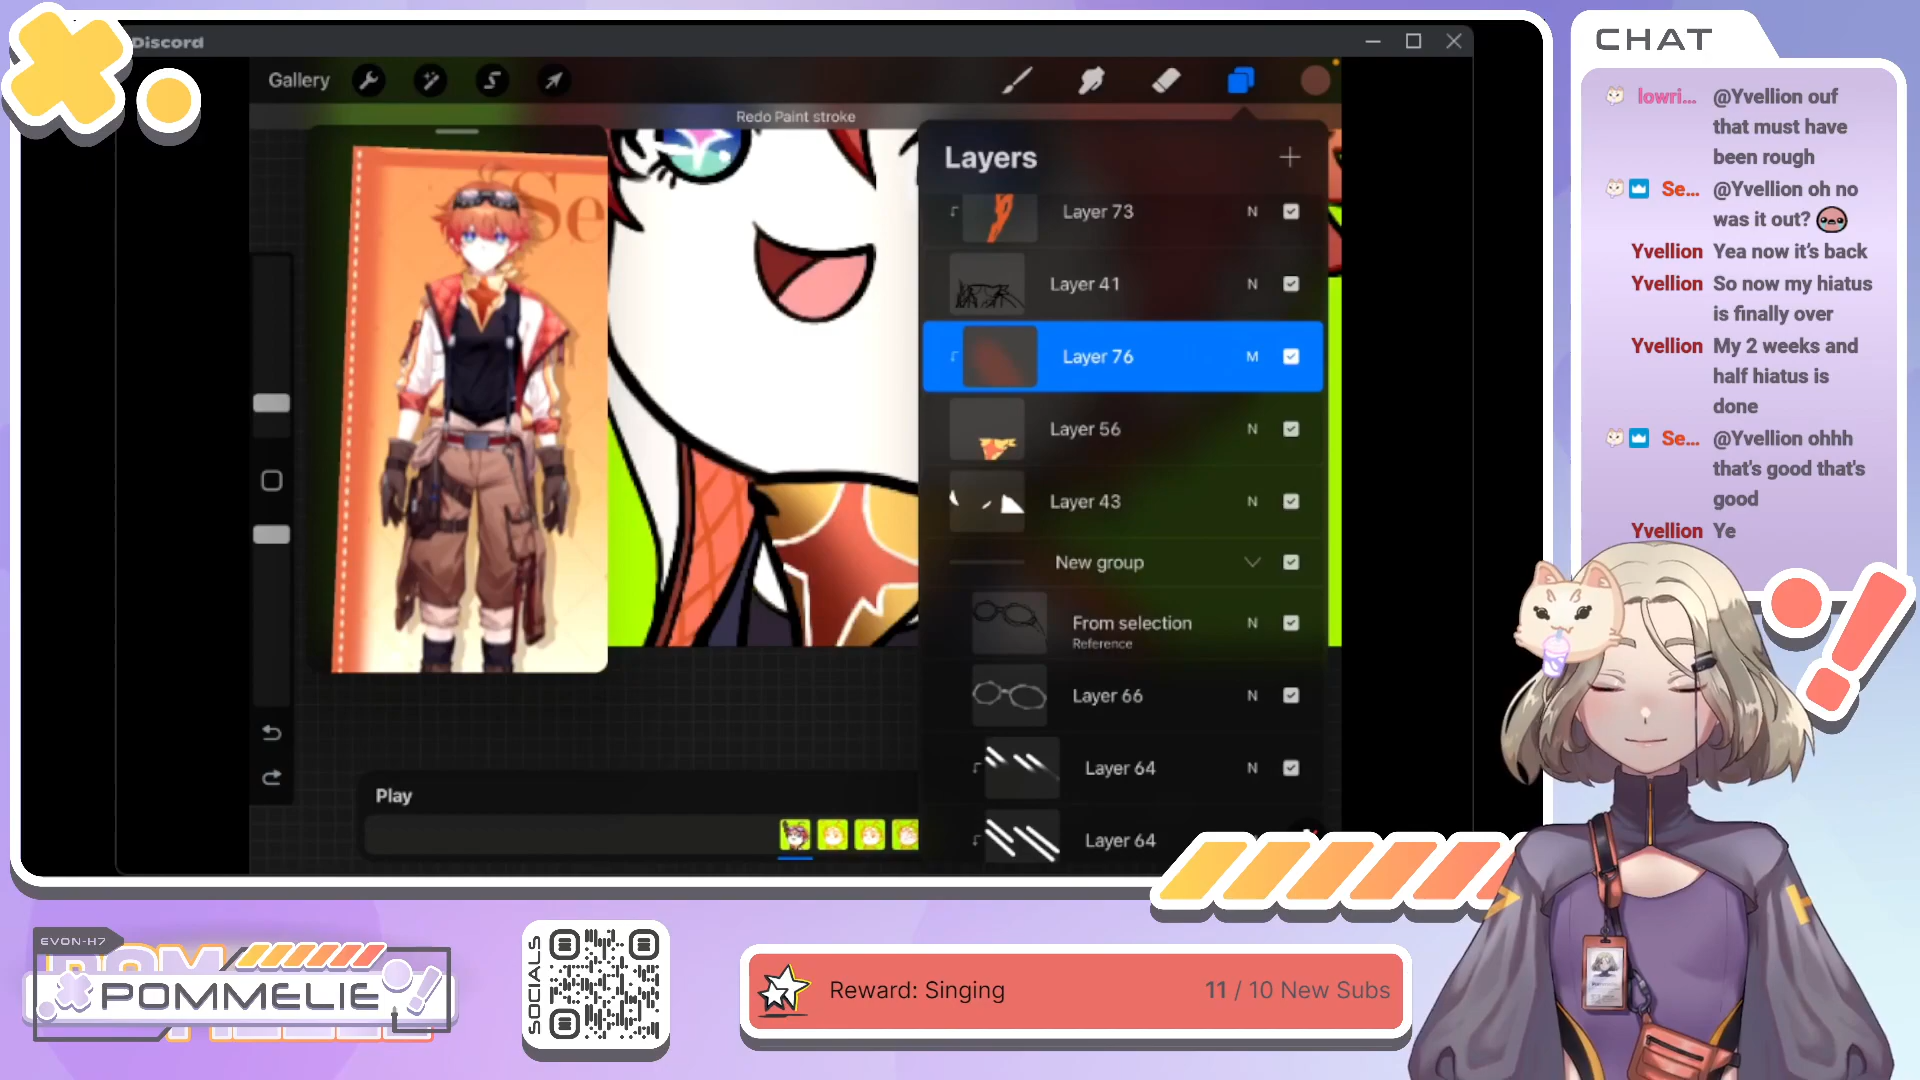 Discord
Gallery
Redo Paint stroke
Se
Layers
Layer 73
N
Layer 41
N
Layer 76
M
Layer 56
N
Layer 43
N
New group
From selection
N
Reference
Layer 66
N
Layer 64
N
Layer 64
Play
CHAT
lowri... @Yvellion ouf
that must have
been rough
Se... @Yvellion oh no
was it out?
Yvellion Yea now it's back
Yvellion So now my hiatus
is finally over
Yvellion My 2 weeks and
half hiatus is
done
Se... @Yvellion ohhh
that's good that's
good
Yvellion Ye
EVON-H7
POMMELIE
SOCIALS
Reward: Singing
11 / 10 New Subs